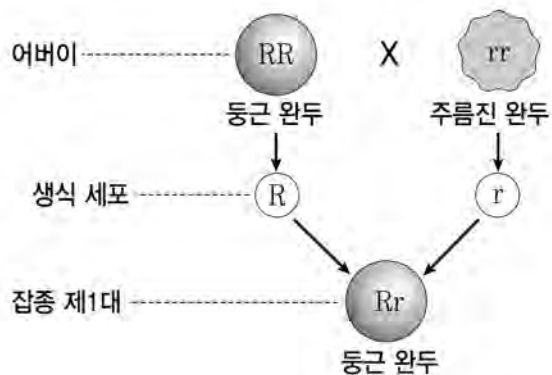 어버이 RR X rr
둥근 완두 주름진 완두
생식 세포 R r
잡종 제1대 Rr
둥근 완두